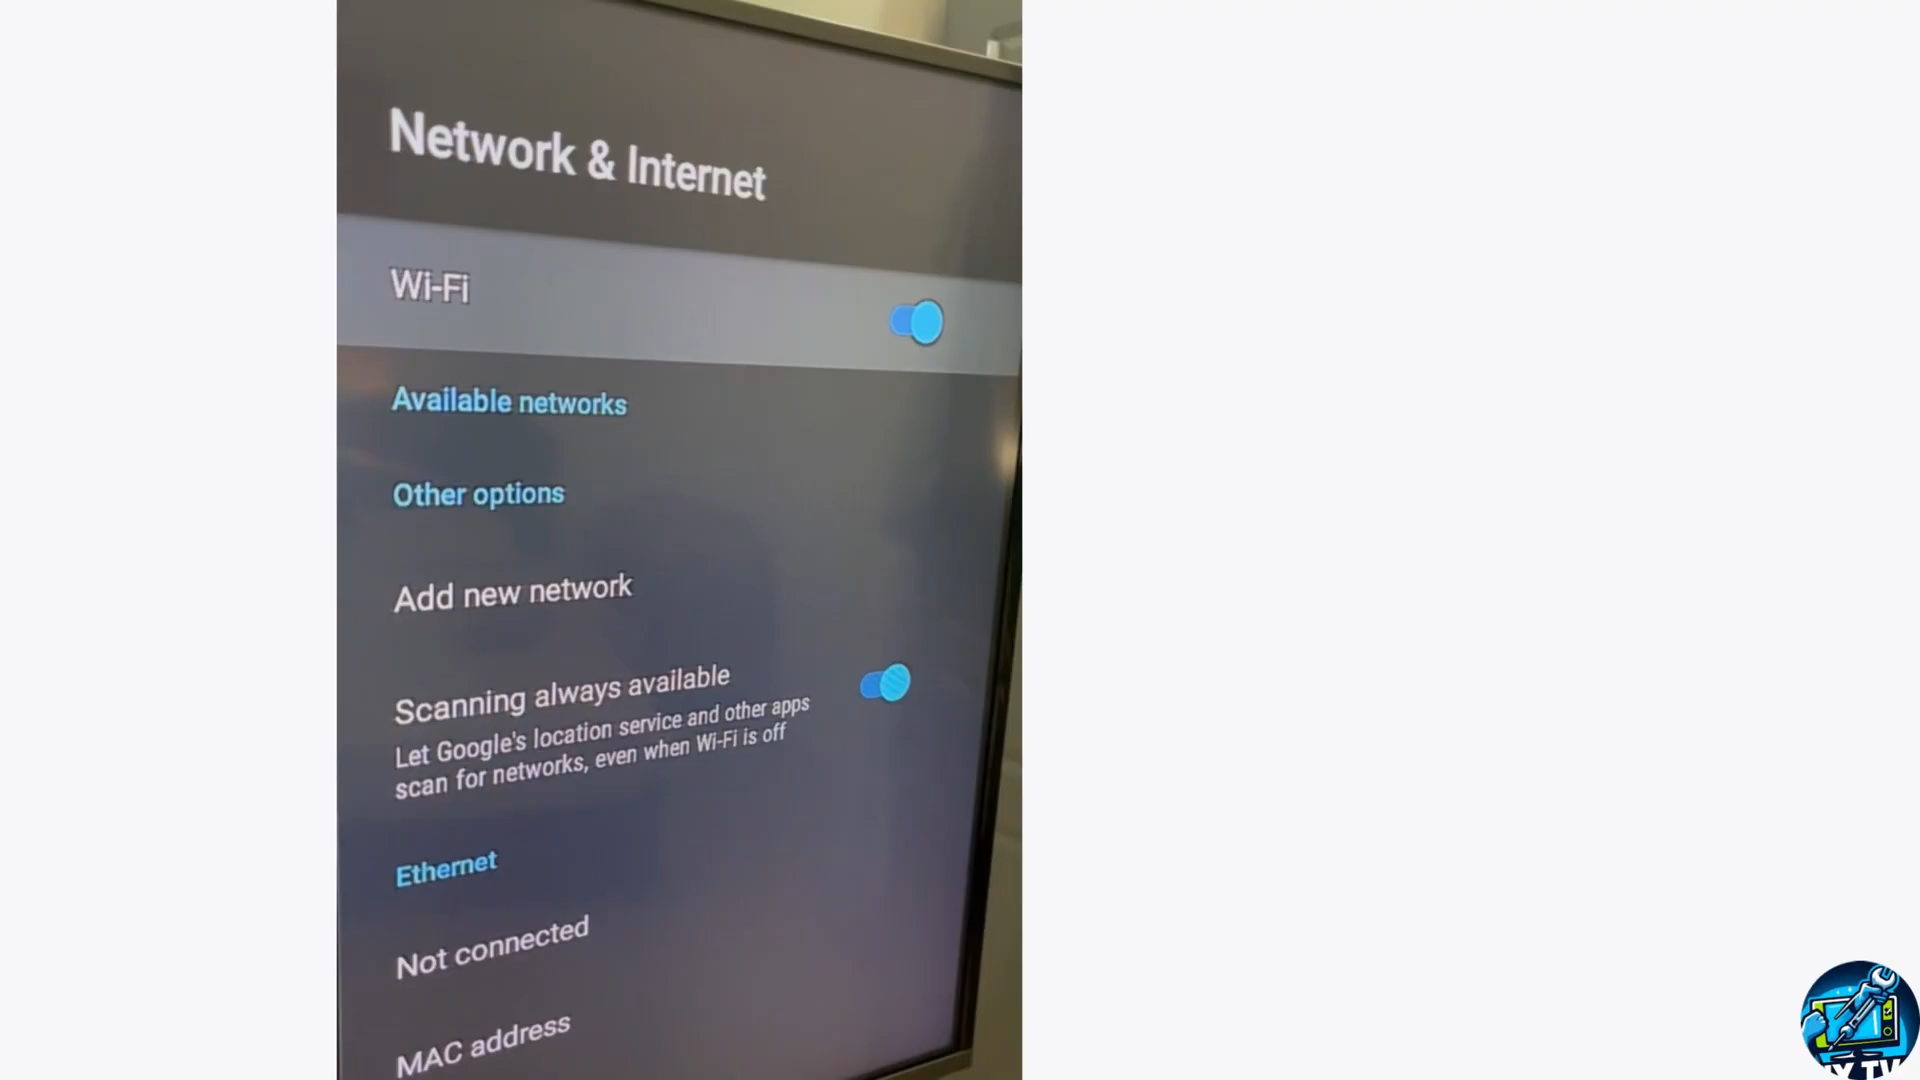 Network & Internet
Wi-Fi
Available networks
Other options
Add new network
Scanning always available
Let Google's location service and other apps
scan for networks, even when Wi-Fi is off
Ethernet
Not connected
MAC address